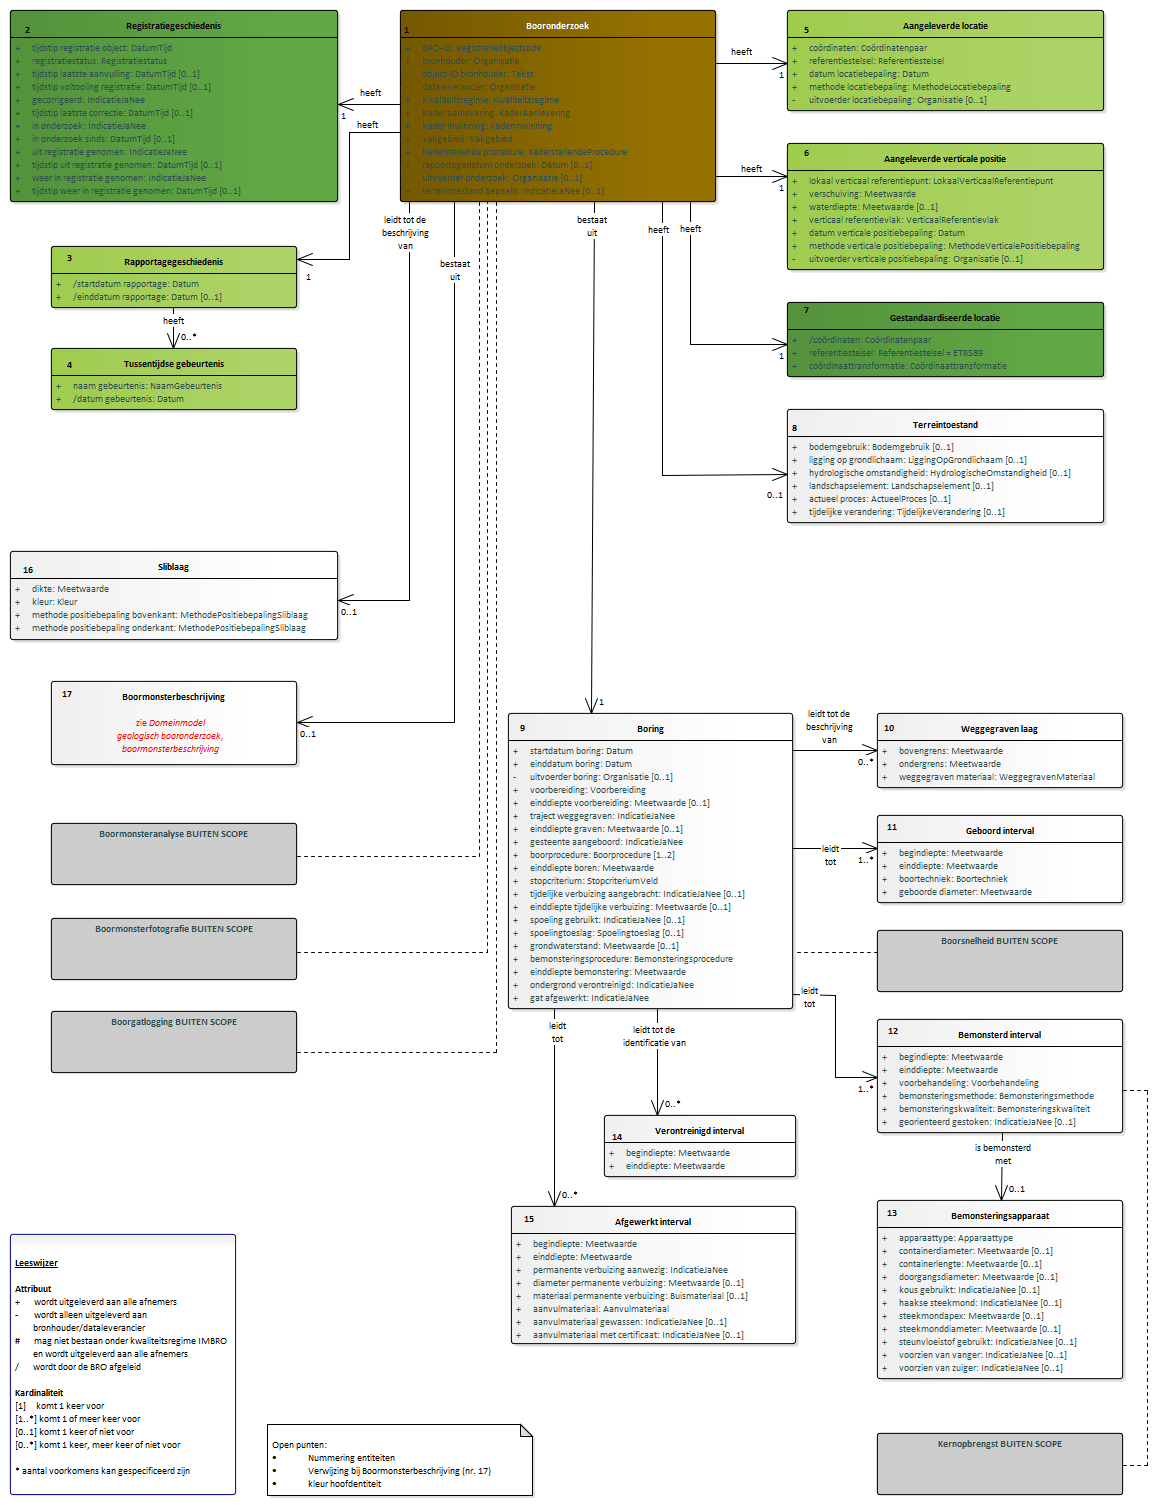 2
Registratiegeschiedenis
+ tijdstip registratie object: DatumTijd
+ registratiestatus: Registratiestatus
+ tijdstip laatste aanvulling: DatumTijd [0..1]
+ tijdstip voltooiing registratie: DatumTijd [0..1]
+ gecorrigeerd: IndicatieJaNee
+ tijdstip laatste correctie: DatumTijd [0..1]
+ in onderzoek: IndicatieJaNee
+ in onderzoek sinds: DatumTijd [0..1]
+ uit registratie genomen: IndicatieJaNee
+ tijdstip uit registratie genomen: DatumTijd [0..1]
+ weer in registratie genomen: IndicatieJaNee
+ tijdstip weer in registratie genomen: DatumTijd [0..1]
1
Booronderzoek
+ BRO-ID: Registratieobjectcode
+ bronhouder: Organisatie
- object-ID bronhouder: Tekst
- dataleverancier: Organisatie
+ kwaliteitsregime: Kwaliteitsregime
+ kader aanlevering: KaderAanlevering
+ kader inwinning: KaderInwinning
+ vakgebied: Vakgebied
+ kaderstellende procedure: KaderstellendeProcedure
+ rapportagedatum onderzoek: Datum [0..1]
- uitvoerder onderzoek: Organisatie [0..1]
+ terreintoestand bepaald: IndicatieJaNee [0..1]
5
Aangeleverde locatie
+ coördinaten: Coördinatenpaar
+ referentiestelsel: Referentiestelsel
+ datum locatiebepaling: Datum
+ methode locatiebepaling: MethodeLocatiebepaling
- uitvoerder locatiebepaling: Organisatie [0..1]
heeft
1
heeft
1
heeft
1
6
Aangeleverde verticale positie
+ lokaal verticaal referentiepunt: LokaalVerticaalReferentiepunt
+ verschuiving: Meetwaarde
+ waterdiepte: Meetwaarde [0..1]
+ verticaal referentievlak: VerticaalReferentievlak
+ datum verticale positiebepaling: Datum
+ methode verticale positiebepaling: MethodeVerticalePositiebepaling
- uitvoerder verticale positiebepaling: Organisatie [0..1]
heeft
1
leidt tot de
beschrijving
van
bestaat
uit
bestaat
uit
heeft
heeft
3
Rapportagegeschiedenis
+ /startdatum rapportage: Datum
+ /einddatum rapportage: Datum [0..1]
heeft
0..*
4
Tussentijdse gebeurtenis
+ naam gebeurtenis: NaamGebeurtenis
+ /datum gebeurtenis: Datum
7
Gestandaardiseerde locatie
+ /coördinaten: Coördinatenpaar
+ referentiestelsel: Referentiestelsel = ETRS89
+ coördinaattransformatie: Coördinaattransformatie
1
8
Terreintoestand
+ bodemgebruik: Bodemgebruik [0..1]
+ ligging op grondlichaam: LiggingOpGrondlichaam [0..1]
+ hydrologische omstandigheid: HydrologischeOmstandigheid [0..1]
+ landschapselement: Landschapselement [0..1]
+ actueel proces: ActueelProces [0..1]
+ tijdelijke verandering: TijdelijkeVerandering [0..1]
0..1
16
Sliblaag
+ dikte: Meetwaarde
+ kleur: Kleur
+ methode positiebepaling bovenkant: MethodePositiebepalingSliblaag
+ methode positiebepaling onderkant: MethodePositiebepalingSliblaag
0..1
17
Boormonsterbeschrijving
zie Domeinmodel
geologisch booronderzoek,
boormonsterbeschrijving
0..1
Boormonsteranalyse BUITEN SCOPE
Boormonsterfotografie BUITEN SCOPE
Boorgatlogging BUITEN SCOPE
1
9
Boring
+ startdatum boring: Datum
+ einddatum boring: Datum
- uitvoerder boring: Organisatie [0..1]
+ voorbereiding: Voorbereiding
+ einddiepte voorbereiding: Meetwaarde [0..1]
+ traject weggegraven: IndicatieJaNee
+ einddiepte graven: Meetwaarde [0..1]
+ gesteente aangeboord: IndicatieJaNee
+ boorprocedure: Boorprocedure [1..2]
+ einddiepte boren: Meetwaarde
+ stopcriterium: StopcriteriumVeld
+ tijdelijke verbuizing aangebracht: IndicatieJaNee [0..1]
+ einddiepte tijdelijke verbuizing: Meetwaarde [0..1]
+ spoeling gebruikt: IndicatieJaNee [0..1]
+ spoelingtoeslag: Spoelingtoeslag [0..1]
+ grondwaterstand: Meetwaarde [0..1]
+ bemonsteringsprocedure: Bemonsteringsprocedure
+ einddiepte bemonstering: Meetwaarde
+ ondergrond verontreinigd: IndicatieJaNee
+ gat afgewerkt: IndicatieJaNee
leidt tot de
beschrijving
van
0..*
10
Weggegraven laag
+ bovengrens: Meetwaarde
+ ondergrens: Meetwaarde
+ weggegraven materiaal: WeggegravenMateriaal
leidt
tot
1..*
11
Geboord interval
+ begindiepte: Meetwaarde
+ einddiepte: Meetwaarde
+ boortechniek: Boortechniek
+ geboorde diameter: Meetwaarde
Boorsnelheid BUITEN SCOPE
leidt
tot
1..*
12
Bemonsterd interval
+ begindiepte: Meetwaarde
+ einddiepte: Meetwaarde
+ voorbehandeling: Voorbehandeling
+ bemonsteringsmethode: Bemonsteringsmethode
+ bemonsteringskwaliteit: Bemonsteringskwaliteit
+ georienteerd gestoken: IndicatieJaNee [0..1]
is bemonsterd
met
0..1
13
Bemonsteringsapparaat
+ apparaattype: Apparaattype
+ containerdiameter: Meetwaarde [0..1]
+ containerlengte: Meetwaarde [0..1]
+ doorgangsdiameter: Meetwaarde [0..1]
+ kous gebruikt: IndicatieJaNee [0..1]
+ haakse steekmond: IndicatieJaNee [0..1]
+ steekmondapex: Meetwaarde [0..1]
+ steekmonddiameter: Meetwaarde [0..1]
+ steunvloeistof gebruikt: IndicatieJaNee [0..1]
+ voorzien van vanger: IndicatieJaNee [0..1]
+ voorzien van zuiger: IndicatieJaNee [0..1]
Kernopbrengst BUITEN SCOPE
leidt
tot
leidt tot de
identificatie van
0..*
14
Verontreinigd interval
+ begindiepte: Meetwaarde
+ einddiepte: Meetwaarde
0..*
15
Afgewerkt interval
+ begindiepte: Meetwaarde
+ einddiepte: Meetwaarde
+ permanente verbuizing aanwezig: IndicatieJaNee
+ diameter permanente verbuizing: Meetwaarde [0..1]
+ materiaal permanente verbuizing: Buismateriaal [0..1]
+ aanvulmateriaal: Aanvulmateriaal
+ aanvulmateriaal gewassen: IndicatieJaNee [0..1]
+ aanvulmateriaal met certificaat: IndicatieJaNee [0..1]
Leeswijzer
Attribuut
+ wordt uitgeleverd aan alle afnemers
- wordt alleen uitgeleverd aan
bronhouder/dataleverancier
# mag niet bestaan onder kwaliteitsregime IMBRO
en wordt uitgeleverd aan alle afnemers
/ wordt door de BRO afgeleid
Kardinaliteit
[1] komt 1 keer voor
[1..*] komt 1 of meer keer voor
[0..1] komt 1 keer of niet voor
[0..*] komt 1 keer, meer keer of niet voor
* aantal voorkomens kan gespecificeerd zijn
Open punten:
• Nummering entiteiten
• Verwijzing bij Boormonsterbeschrijving (nr. 17)
• kleur hoofdentiteit